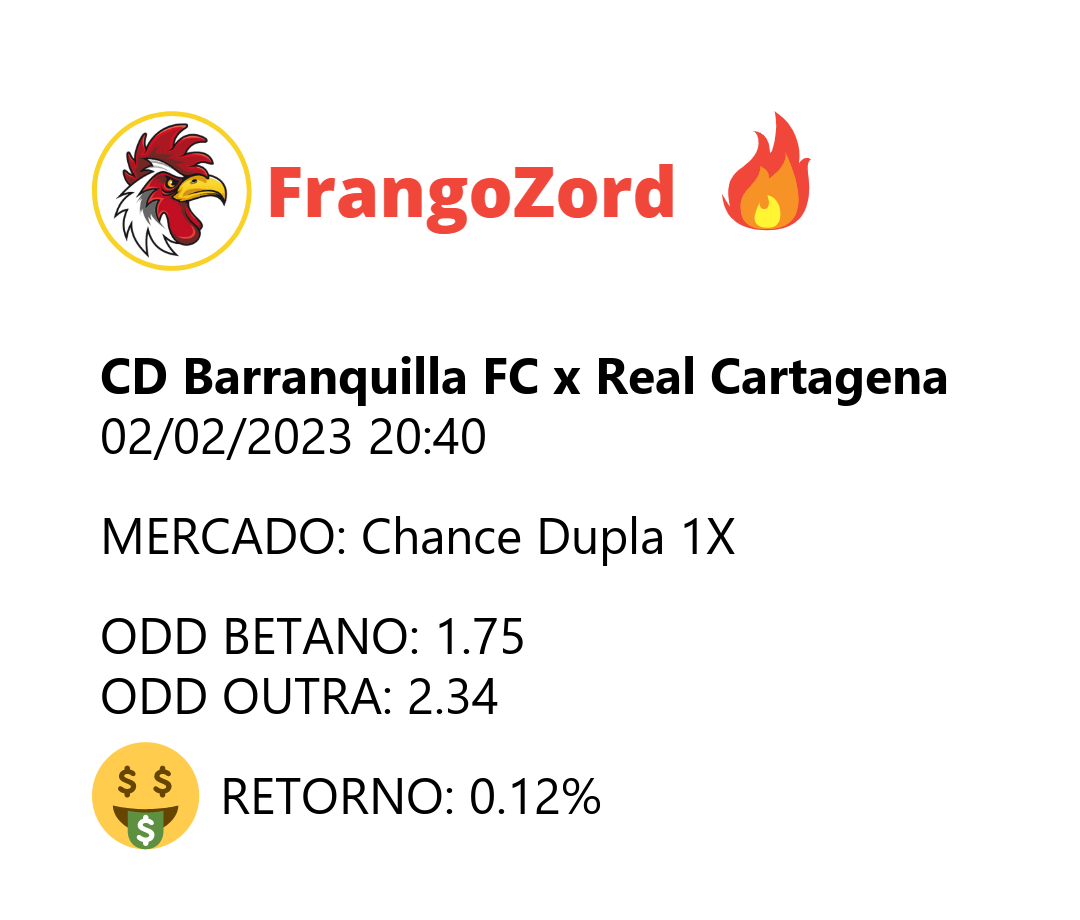 FrangoZord
CD Barranquilla FC x Real Cartagena
02/02/2023 20:40
MERCADO: Chance Dupla 1X
ODD BETANO: 1.75
ODD OUTRA: 2.34
$ $
$
RETORNO: 0.12%